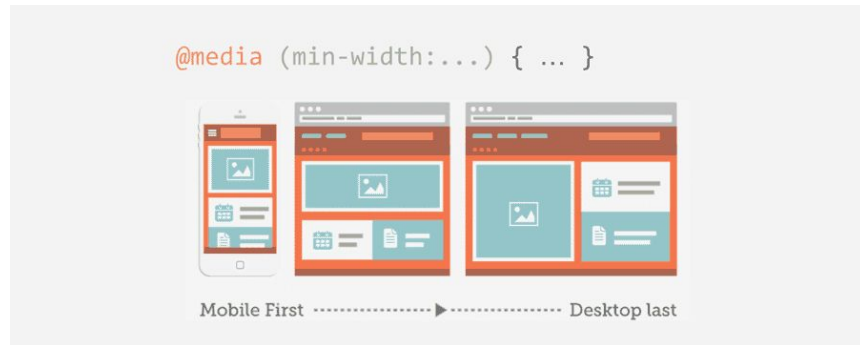 @media (min-width:...) { ... }
Mobile First Desktop last